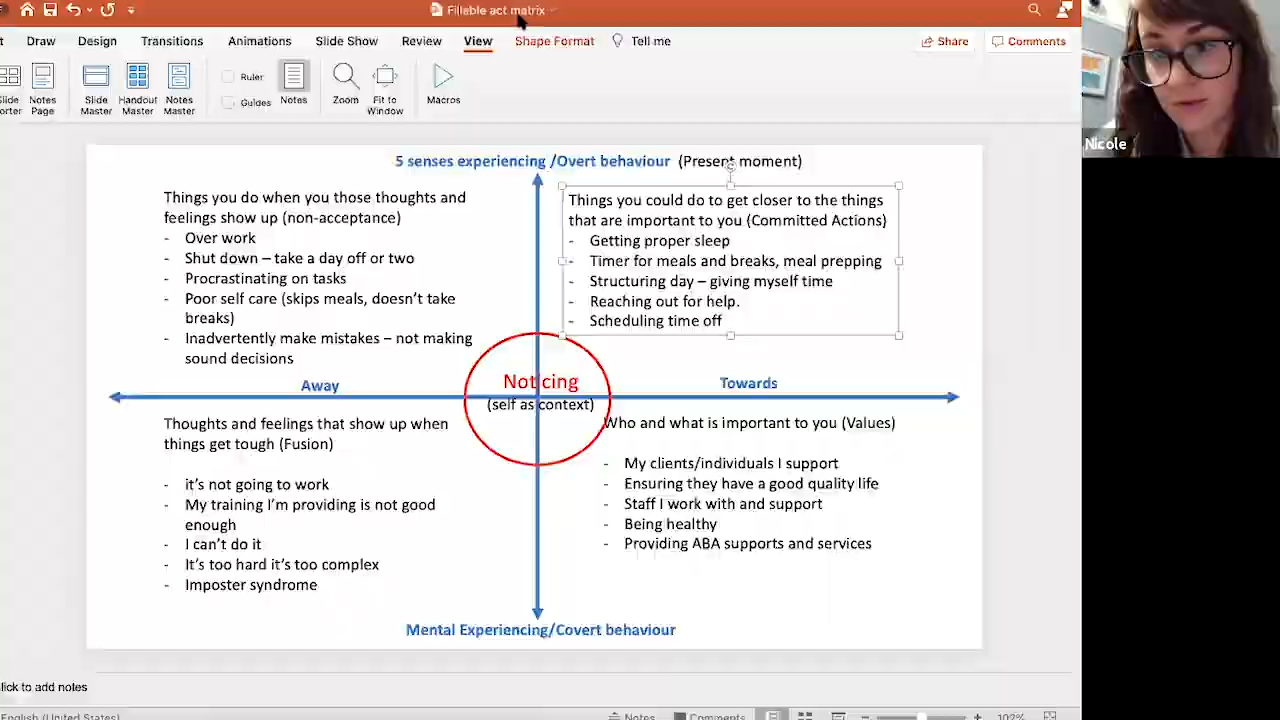 Fillable act matrix
Draw
Design
Transitions
Animations
Slide Show
Review
View
Shape Format
Tell me
Share
Comments
Notes
Page
Slide
Master
Handout
Master
Notes
Master
Ruler
Guides
Notes
Zoom
Fit to
Window
Macros
Nicole
5 senses experiencing /Overt behaviour (Present moment)
Things you do when you those thoughts and
feelings show up (non-acceptance)
- Over work
- Shut down – take a day off or two
- Procrastinating on tasks
- Poor self care (skips meals, doesn't take
breaks)
- Inadvertently make mistakes – not making
sound decisions
Things you could do to get closer to the things
that are important to you (Committed Actions)
- Getting proper sleep
- Timer for meals and breaks, meal prepping
- Structuring day – giving myself time
- Reaching out for help.
- Scheduling time off
Away
Noticing
(self as context)
Towards
Thoughts and feelings that show up when
things get tough (Fusion)
- it's not going to work
- My training I'm providing is not good
enough
- I can't do it
- It's too hard it's too complex
- Imposter syndrome
Who and what is important to you (Values)
- My clients/individuals I support
- Ensuring they have a good quality life
- Staff I work with and support
- Being healthy
- Providing ABA supports and services
Mental Experiencing/Covert behaviour
lick to add notes
English (United States)
Notes
Comments
102%